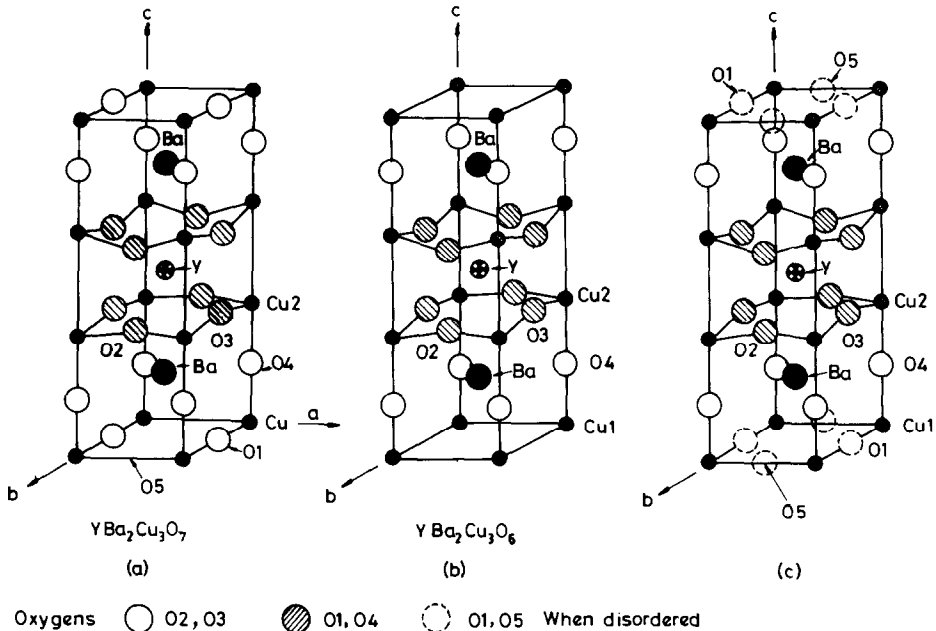 c
Ba
Y
Cu2
O2
O3
Ba
O4
Cu
a
O1
b
O5
YBa₂Cu₃O₇
(a)
c
Ba
Y
Cu2
O2
O3
Ba
O4
Cu1
b
YBa₂Cu₃O₆
(b)
c
O1
O5
Ba
Y
Cu2
O2
O3
Ba
O4
Cu1
O1
b
O5
(c)
Oxygens O2,O3 O1,O4 O1,O5 When disordered